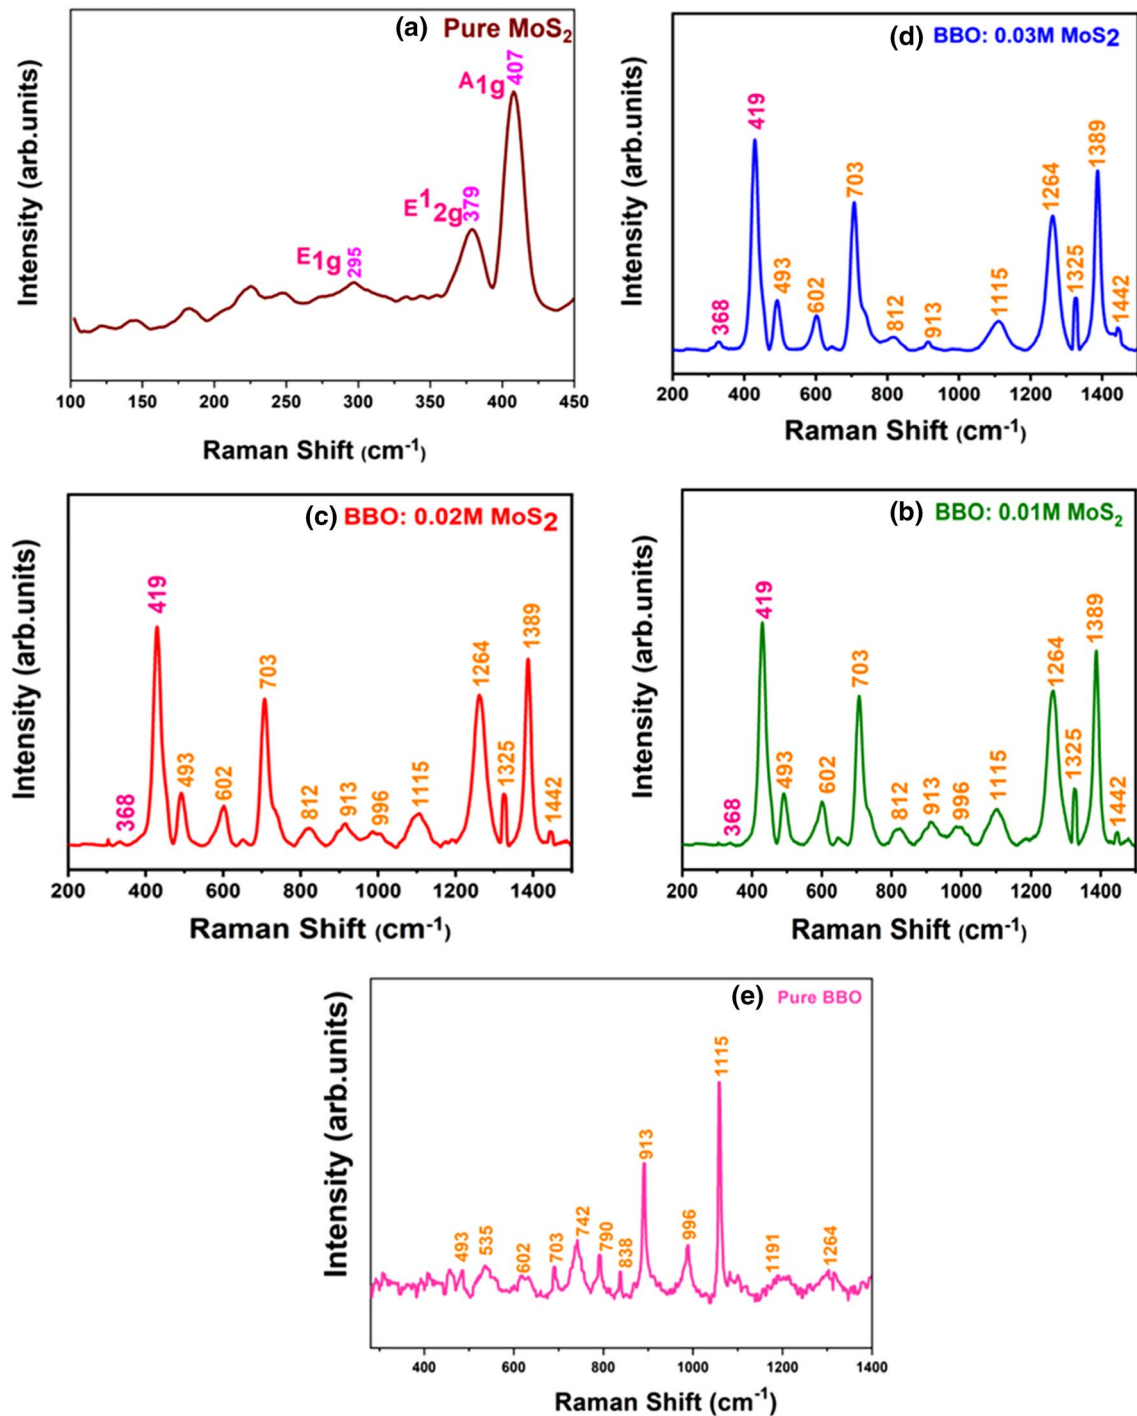 (a) Pure MoS2
A1g 407
E12g 379
E1g 295
Intensity (arb.units)
100 150 200 250 300 350 400 450
Raman Shift (cm-1)
(d) BBO: 0.03M MoS2
368 419 493 602 703 812 913 1115 1264 1325 1389 1442
Intensity (arb.units)
200 400 600 800 1000 1200 1400
Raman Shift (cm-1)
(c) BBO: 0.02M MoS2
368 419 493 602 703 812 913 996 1115 1264 1325 1389 1442
Intensity (arb.units)
200 400 600 800 1000 1200 1400
Raman Shift (cm-1)
(b) BBO: 0.01M MoS2
368 419 493 602 703 812 913 996 1115 1264 1325 1389 1442
Intensity (arb.units)
200 400 600 800 1000 1200 1400
Raman Shift (cm-1)
(e) Pure BBO
493 535 602 703 742 790 838 913 996 1115 1191 1264
Intensity (arb.units)
400 600 800 1000 1200 1400
Raman Shift (cm-1)